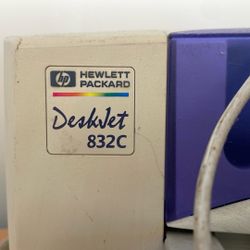 hp HEWLETT
PACKARD
DeskJet
832C